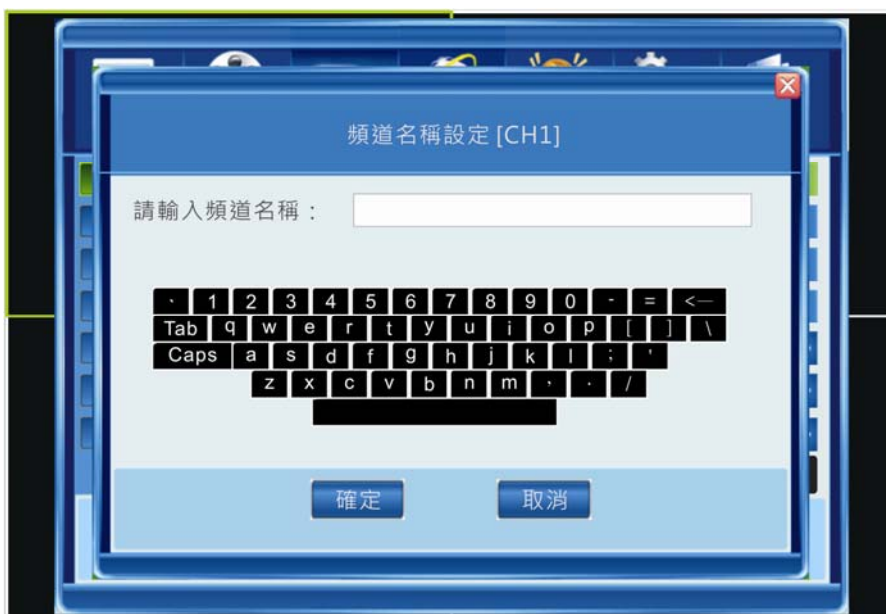 頻道名稱設定 [CH1]
請輸入頻道名稱：
、 1 2 3 4 5 6 7 8 9 0 - = <—
Tab q w e r t y u i o p [ ] \
Caps a s d f g h j k l ; '
z x c v b n m , . /
確定 取消